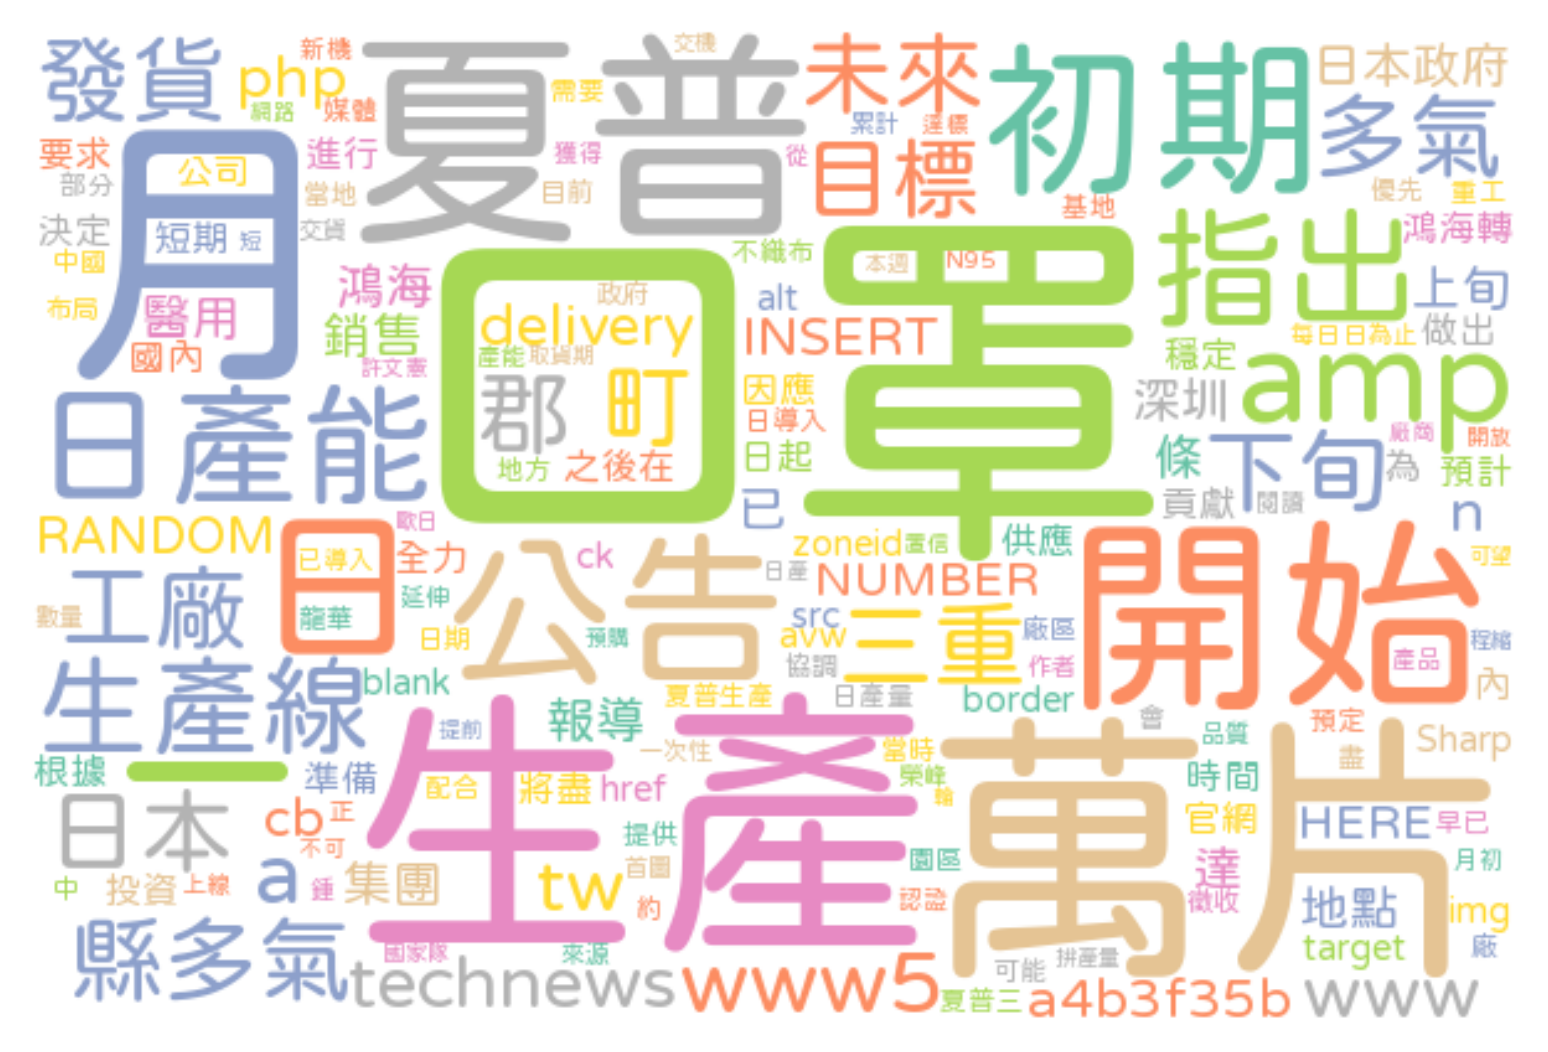 發貨
php
新機
網路
媒體
夏普
需要
交機
未來
累計
達標
初期
日本政府
多氣
要求
部分
月
公司
進行
當地
獲得
目前
從
目標
基地
優先
重工
決定
中國
短期
短
交貨
不織布
口罩
本週
N95
指出
鴻海轉
上旬
布局
醫用
國內
鴻海
銷售
許文憲
政府
delivery
產能
取貨期
郡
町
地方
之後在
alt
INSERT
因應
日導入
日起
已
每日日為止
做出
穩定
amp
深圳
廠商
開放
日產能
條
下旬
為
預計
貢獻
閱讀
n
RANDOM
歐日
日
已導入
龍華
全力
延伸
日期
公告
ck
預購
日產
zoneid
置信
供應
NUMBER
開始
可望
工廠
數量
src
avw
三重
廠區
協調
作者
產品
程縮
內
生產線
blank
夏普生產
日產量
border
會
品質
預定
盡
Sharp
根據
一
準備
提前
生產
報導
一次性
當時
榮峰
輪
萬片
時間
官網
HERE
早已
日本
cb
正
不可
配合
將盡
href
提供
首圖
園區
達
徵收
月初
中
投資
上線
a
鍾
集團
tw
約
認證
地點
img
target
廠
縣多氣
國家隊
來源
technews
www5
夏普三
可能
拼產量
a4b3f35b
www